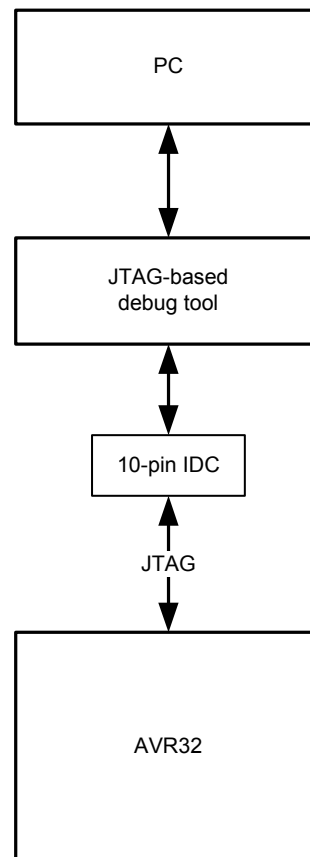 PC
JTAG-based
debug tool
10-pin IDC
JTAG
AVR32